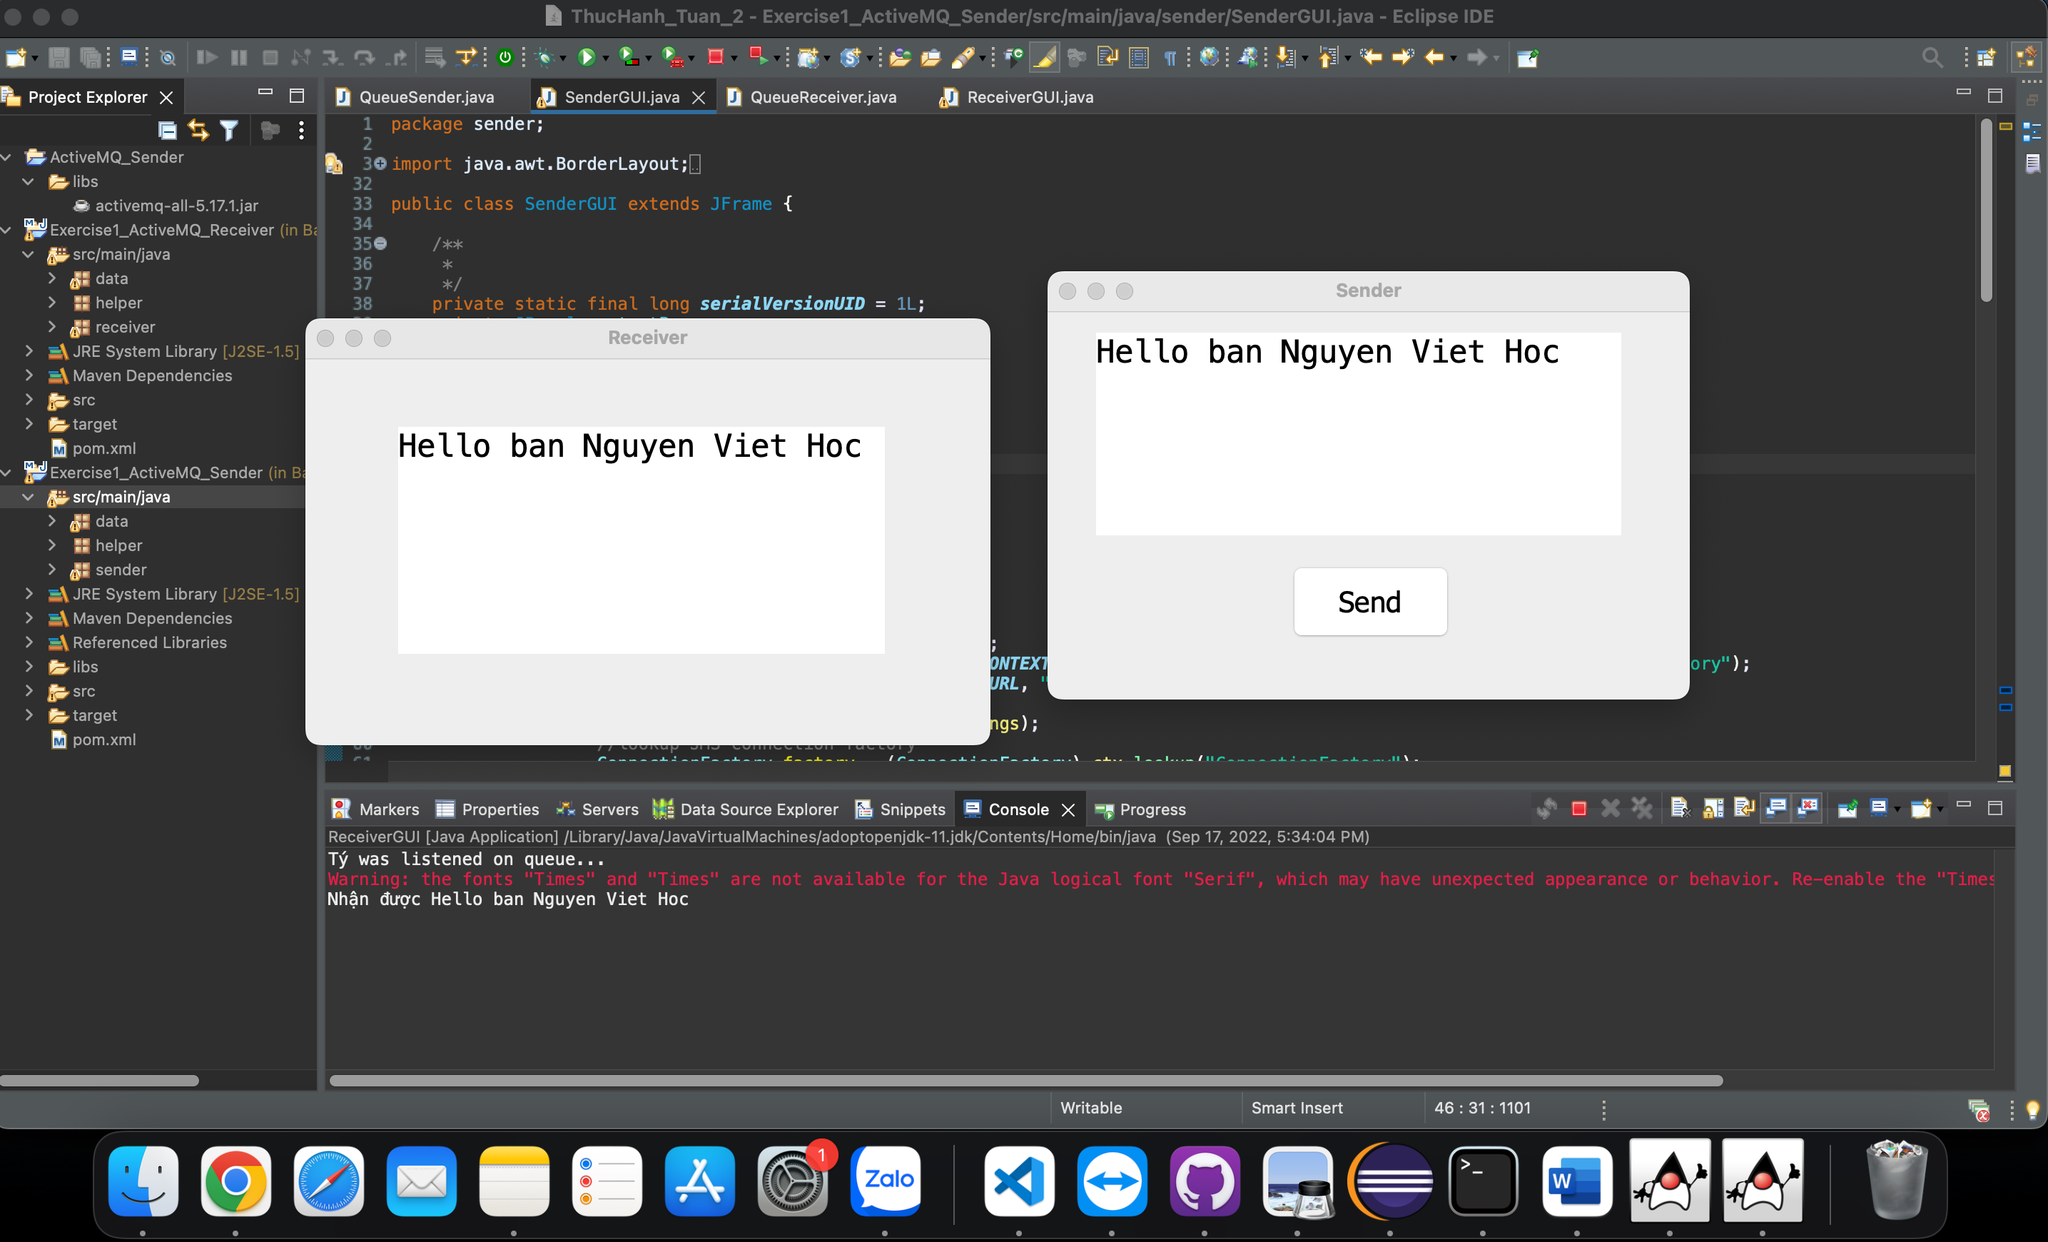 ThucHanh_Tuan_2 - Exercise1_ActiveMQ_Sender/src/main/java/sender/SenderGUI.java - Eclipse IDE
Project Explorer
ActiveMQ_Sender
libs
activemq-all-5.17.1.jar
Exercise1_ActiveMQ_Receiver (in Ba
src/main/java
data
helper
receiver
JRE System Library [J2SE-1.5]
Maven Dependencies
src
target
pom.xml
Exercise1_ActiveMQ_Sender (in Ba
src/main/java
data
helper
sender
JRE System Library [J2SE-1.5]
Maven Dependencies
Referenced Libraries
libs
src
target
pom.xml
QueueSender.java SenderGUI.java QueueReceiver.java ReceiverGUI.java
1 package sender;
2
3 import java.awt.BorderLayout;
32
33 public class SenderGUI extends JFrame {
34
35 /**
36 *
37 */
38 private static final long serialVersionUID = 1L;
;
ONTEXT ory");
URL, "
ngs);
Receiver
Hello ban Nguyen Viet Hoc
Sender
Hello ban Nguyen Viet Hoc
Send
Markers Properties Servers Data Source Explorer Snippets Console Progress
ReceiverGUI [Java Application] /Library/Java/JavaVirtualMachines/adoptopenjdk-11.jdk/Contents/Home/bin/java (Sep 17, 2022, 5:34:04 PM)
Tý was listened on queue...
Warning: the fonts "Times" and "Times" are not available for the Java logical font "Serif", which may have unexpected appearance or behavior. Re-enable the "Times
Nhận được Hello ban Nguyen Viet Hoc
Writable Smart Insert 46 : 31 : 1101
1
Zalo
>_
W